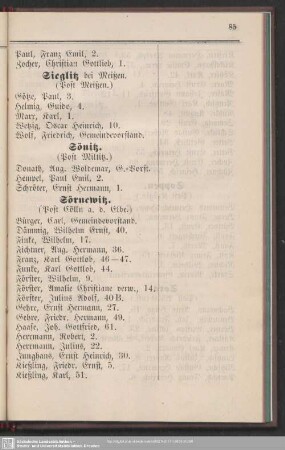 85
Paul, Franz Emil, 2.
Zocher, Christian Gottlieb, 1.
Sieglitz bei Meißen.
(Post Meißen.)
Götze, Paul, 3.
Helmig, Guido, 4.
Marx, Karl, 1.
Wetzig, Oscar Heinrich, 10.
Wolf, Friedrich, Gemeindevorstand.
Sönitz.
(Post Miltitz.)
Donath, Aug. Woldemar, G.-Vorst.
Hempel, Paul Emil, 2.
Schröter, Ernst Hermann, 1.
Sörnewitz.
(Post Cölln a. d. Elbe.)
Bürger, Carl, Gemeindevorstand.
Dämmig, Wilhelm Ernst, 40.
Finke, Wilhelm, 17.
Fichtner, Aug. Hermann, 36.
Franz, Karl Gottlob, 46–47.
Funke, Karl Gottlob, 44.
Förster, Wilhelm, 9.
Förster, Amalie Christiane verw., 14.
Förster, Julius Adolf, 40 B.
Gehre, Ernst Hermann, 27.
Gehre, Friedr. Hermann, 49.
Haase, Joh. Gottfried, 61.
Herrmann, Robert, 2.
Herrmann, Julius, 22.
Junghans, Ernst Heinrich, 30.
Kießling, Friedr. Ernst, 5.
Kießling, Karl, 51.